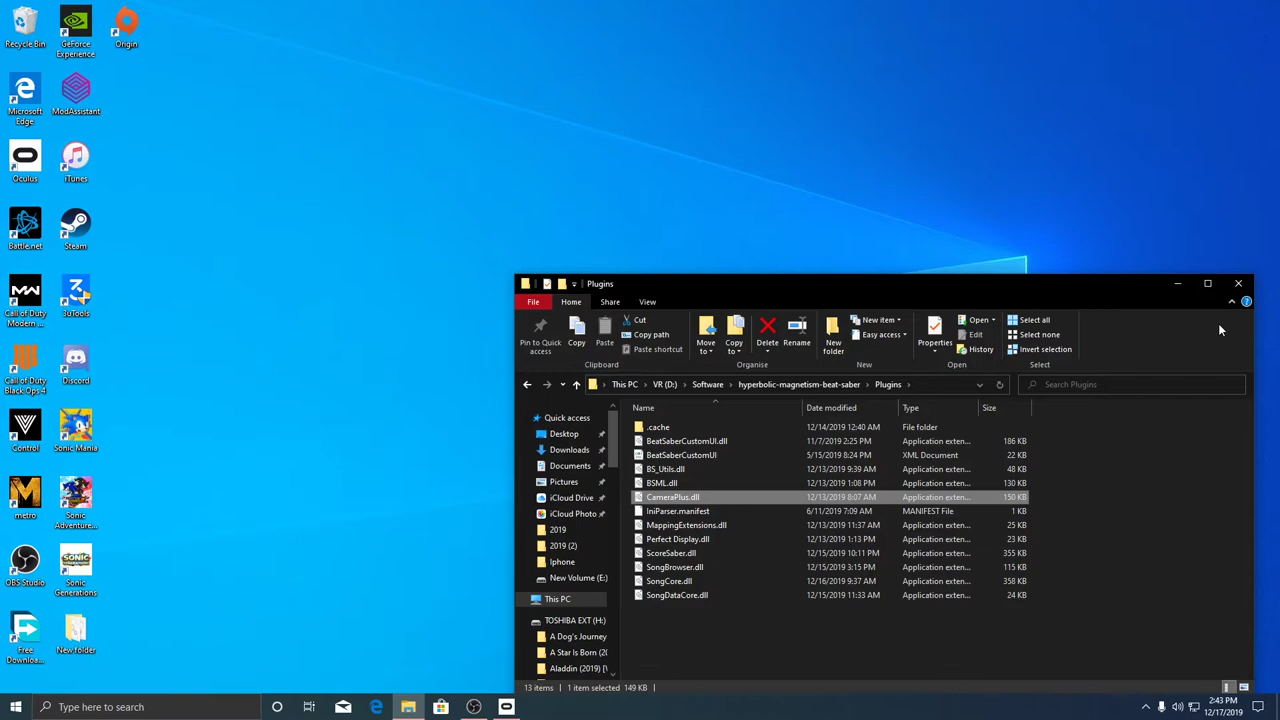 Recycle Bin
GeForce Experience
Origin
Microsoft Edge
ModAssistant
Oculus
iTunes
Battle.net
Steam
Call of Duty Modern ...
3uTools
Call of Duty Black Ops 4
Discord
Control
Sonic Mania
metro
Sonic Adventure...
OBS Studio
Sonic Generations
Free Downloa...
New folder
Plugins
File Home Share View
Pin to Quick access
Copy
Paste
Cut
Copy path
Paste shortcut
Clipboard
Move to
Copy to
Delete
Rename
Organise
New folder
New item
Easy access
New
Properties
Open
Edit
History
Open
Select all
Select none
Invert selection
Select
This PC > VR (D:) > Software > hyperbolic-magnetism-beat-saber > Plugins >
Search Plugins
Quick access
Desktop
Downloads
Documents
Pictures
iCloud Drive
iCloud Photo
2019
2019 (2)
Iphone
New Volume (E:)
This PC
TOSHIBA EXT (H:)
A Dog's Journey
A Star Is Born (20
Aladdin (2019) [V
Name Date modified Type Size
.cache 12/14/2019 12:40 AM File folder
BeatSaberCustomUI.dll 11/7/2019 2:25 PM Application exten... 186 KB
BeatSaberCustomUI 5/15/2019 8:24 PM XML Document 22 KB
BS_Utils.dll 12/13/2019 9:39 AM Application exten... 48 KB
BSML.dll 12/13/2019 1:08 PM Application exten... 130 KB
CameraPlus.dll 12/13/2019 8:07 AM Application exten... 150 KB
IniParser.manifest 6/11/2019 7:09 AM MANIFEST File 1 KB
MappingExtensions.dll 12/13/2019 11:37 AM Application exten... 25 KB
Perfect Display.dll 12/13/2019 1:13 PM Application exten... 23 KB
ScoreSaber.dll 12/15/2019 10:11 PM Application exten... 355 KB
SongBrowser.dll 12/15/2019 3:15 PM Application exten... 115 KB
SongCore.dll 12/16/2019 9:37 AM Application exten... 358 KB
SongDataCore.dll 12/15/2019 11:33 AM Application exten... 24 KB
13 items 1 item selected 149 KB
Type here to search
2:43 PM
12/17/2019